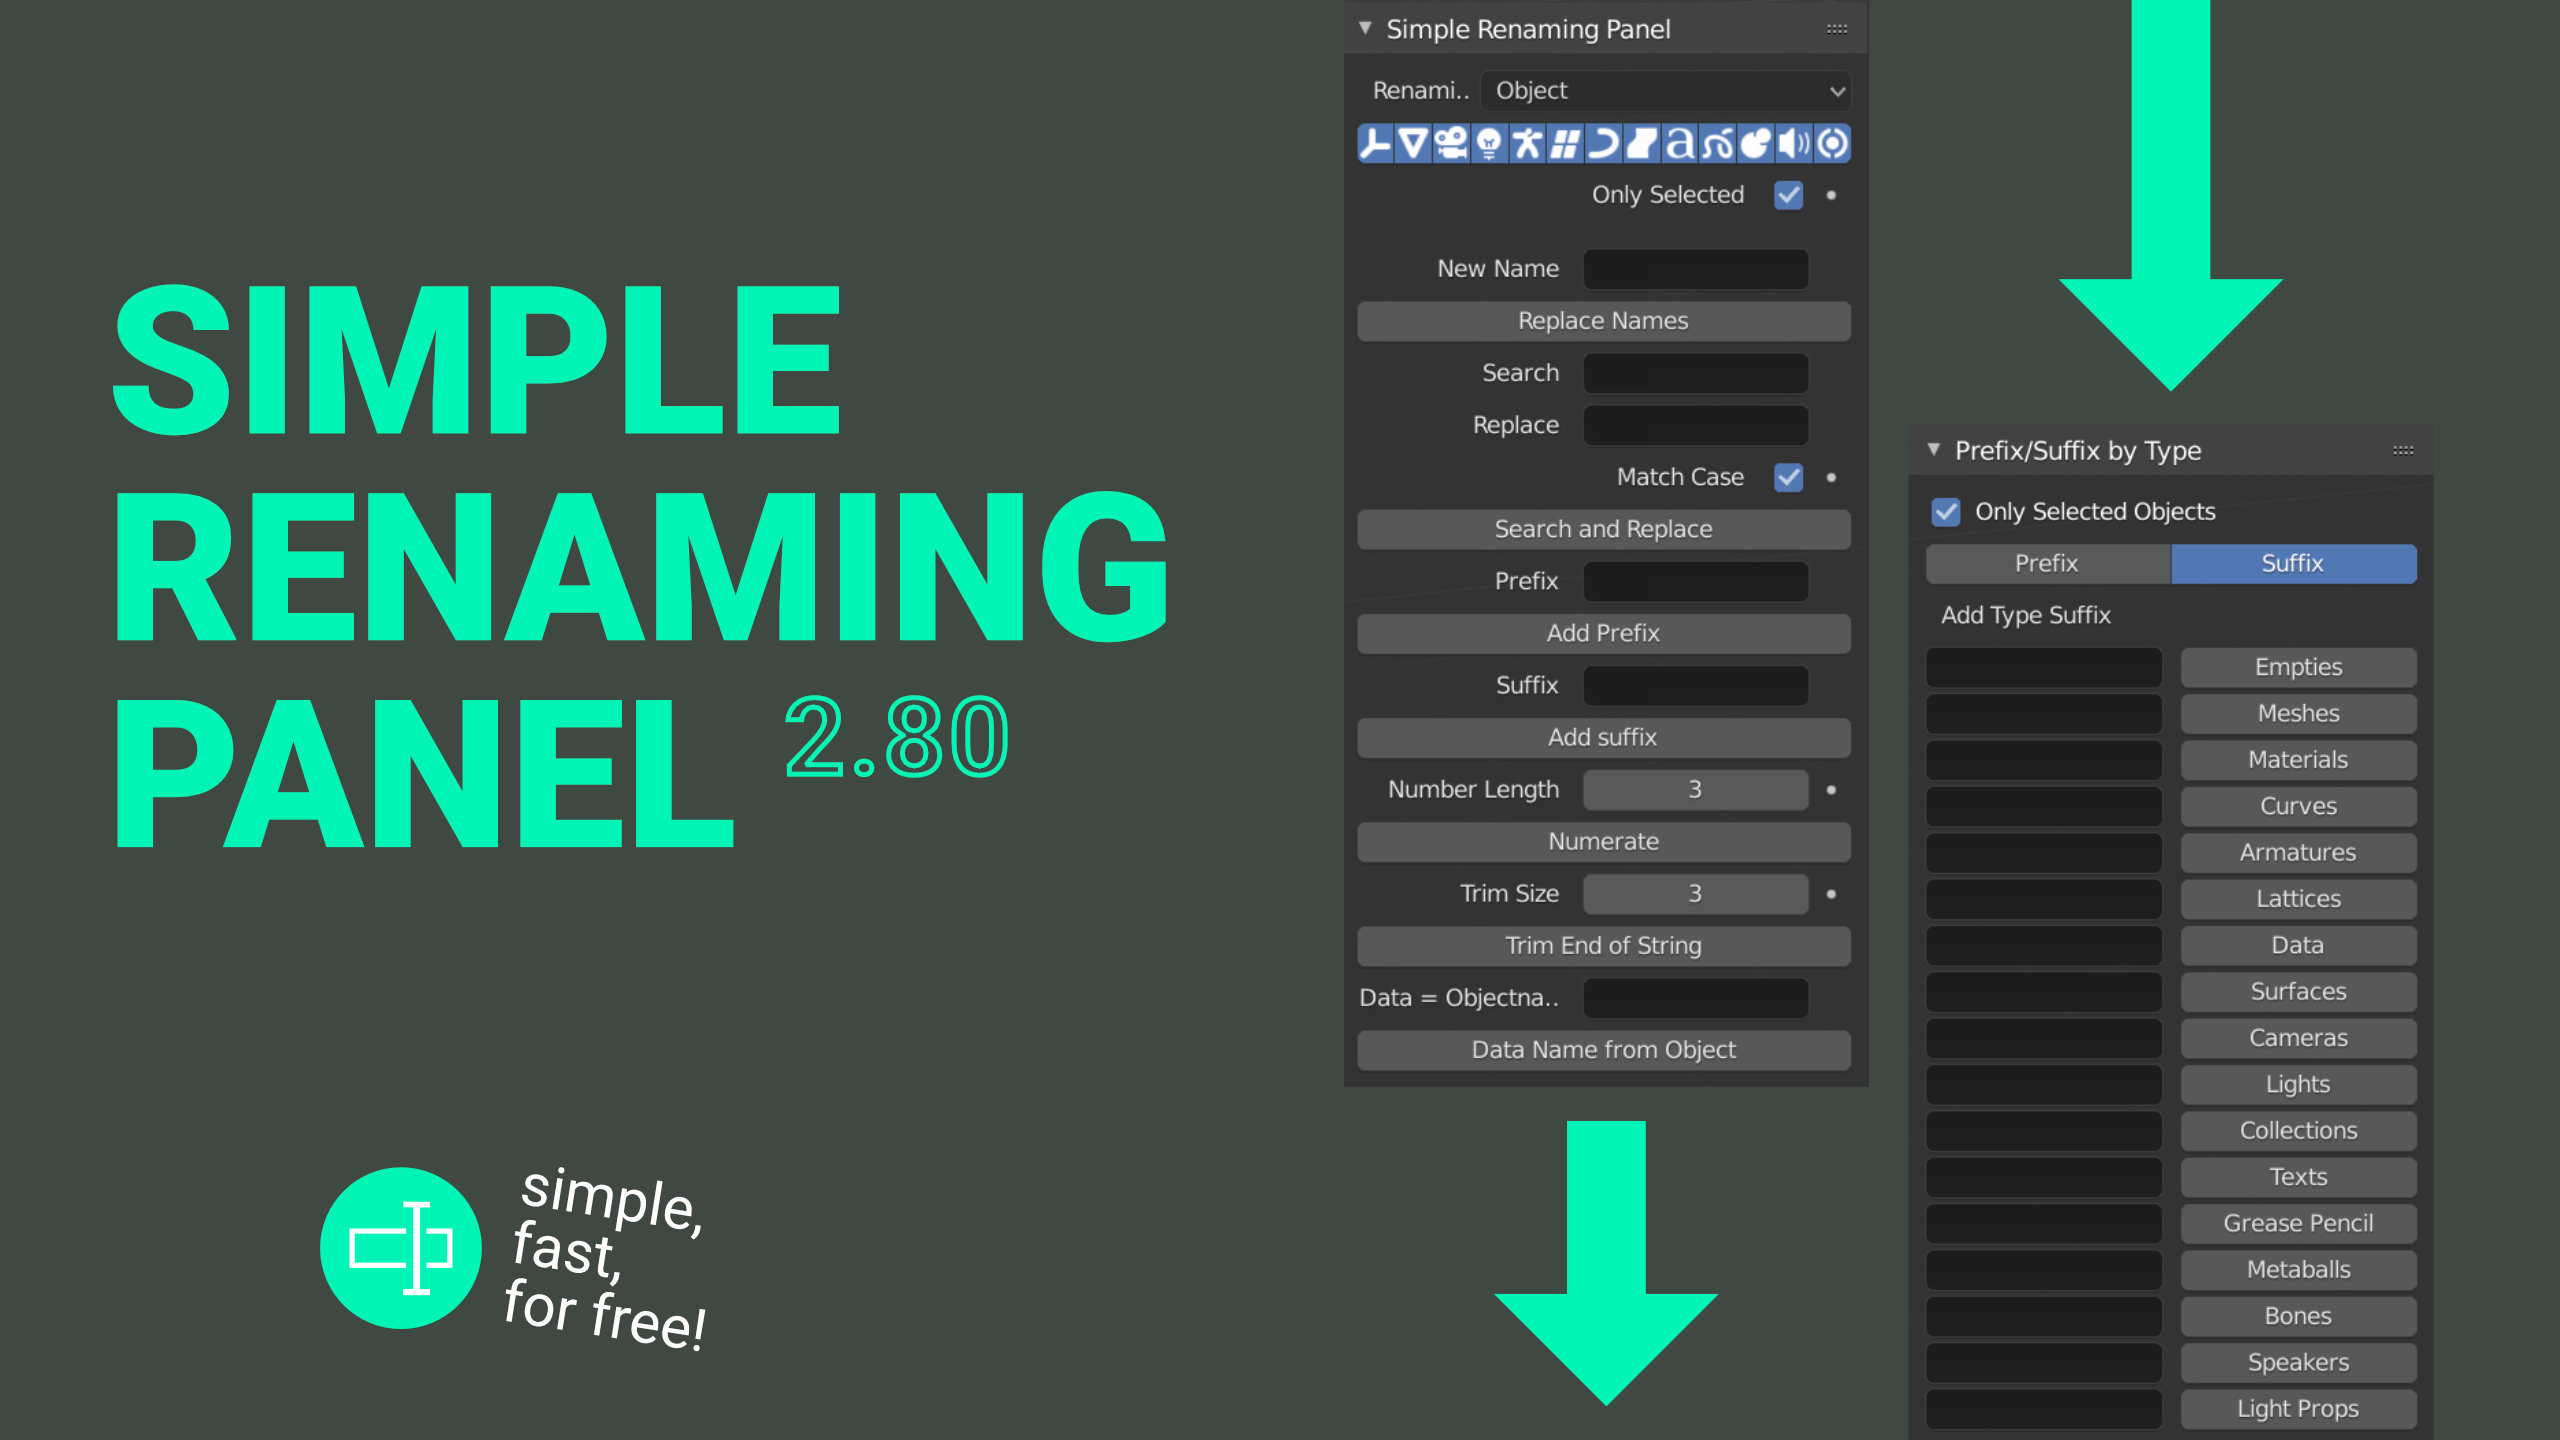 SIMPLE
RENAMING
PANEL 2.80
simple,
fast,
for free!
Simple Renaming Panel
Renami.. Object
Only Selected
New Name
Replace Names
Search
Replace
Match Case
Search and Replace
Prefix
Add Prefix
Suffix
Add suffix
Number Length 3
Numerate
Trim Size 3
Trim End of String
Data = Objectna..
Data Name from Object
Prefix/Suffix by Type
Only Selected Objects
Prefix Suffix
Add Type Suffix
Empties
Meshes
Materials
Curves
Armatures
Lattices
Data
Surfaces
Cameras
Lights
Collections
Texts
Grease Pencil
Metaballs
Bones
Speakers
Light Props